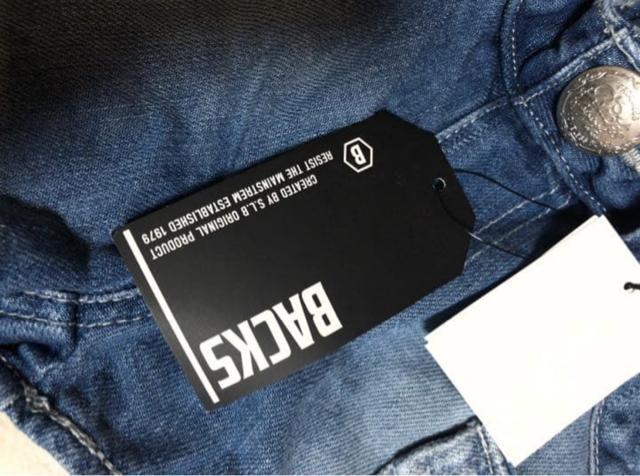 BACKS
CREATED BY S.L.B ORIGINAL PRODUCT
RESIST THE MAINSTREM ESTABLISHED 1979
B